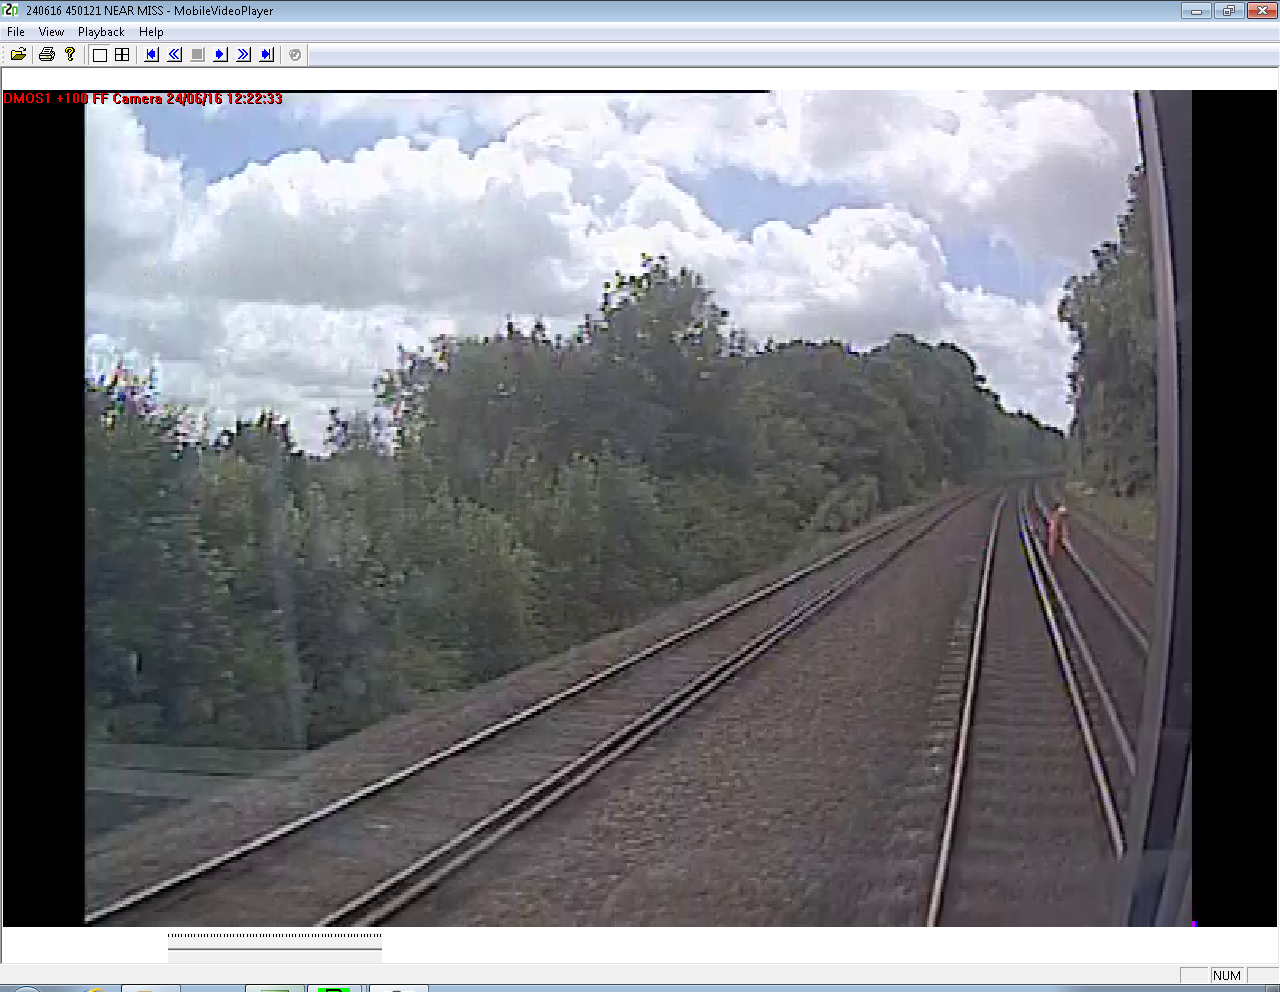 240616 450121 NEAR MISS - MobileVideoPlayer
File View Playback Help
DMOS1 +100 FF Camera 24/06/16 12:22:33
NUM